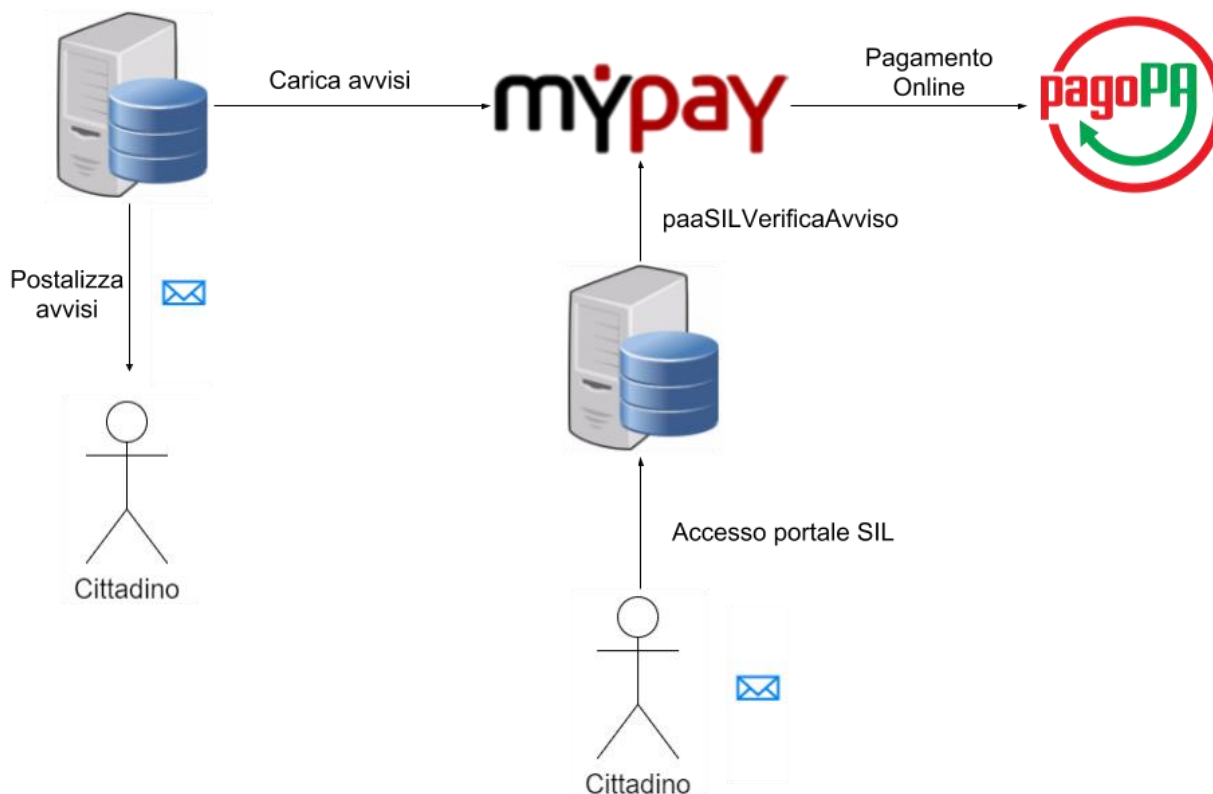 Carica avvisi
mypay
Pagamento
Online
pagoPA
paaSILVerificaAvviso
Postalizza
avvisi
Accesso portale SIL
Cittadino
Cittadino